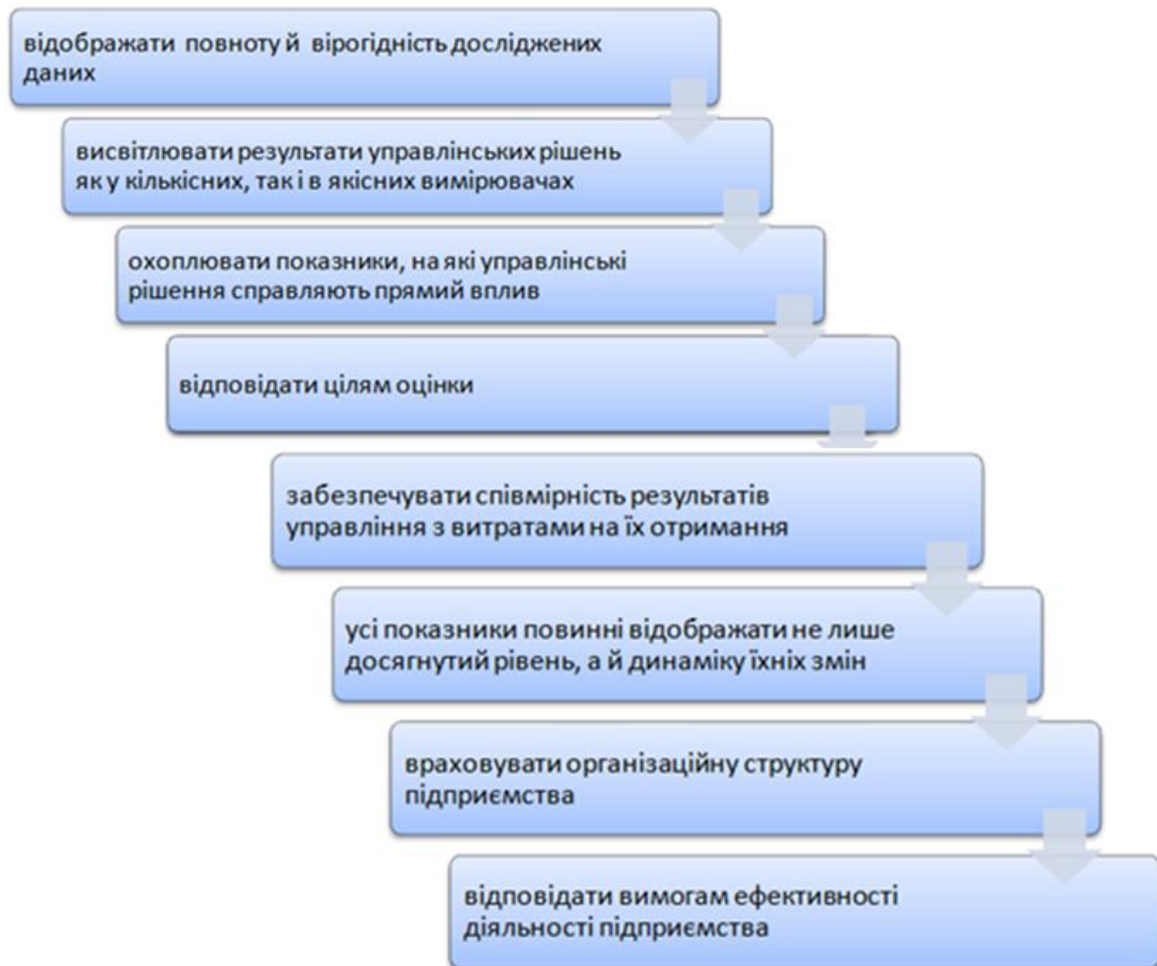 відображати повноту й вірогідність досліджених
даних
висвітлювати результати управлінських рішень
як у кількісних, так і в якісних вимірювачах
охоплювати показники, на які управлінські
рішення справляють прямий вплив
відповідати цілям оцінки
забезпечувати співмірність результатів
управління з витратами на їх отримання
усі показники повинні відображати не лише
досягнутий рівень, а й динаміку їхніх змін
враховувати організаційну структуру
підприємства
відповідати вимогам ефективності
діяльності підприємства